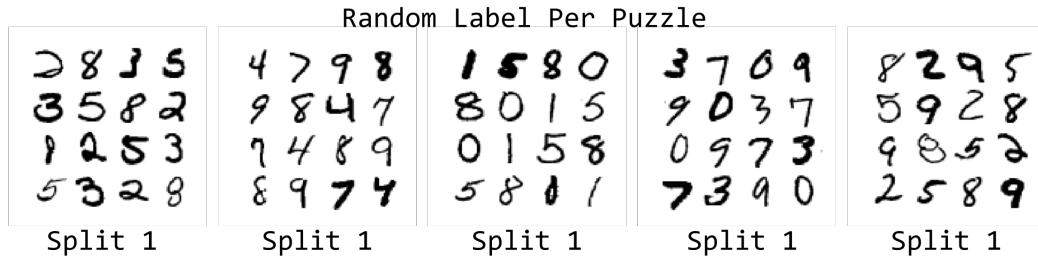 Random Label Per Puzzle
2 8 3 5
3 5 8 2
8 2 5 3
5 3 2 8
Split 1
4 7 9 8
9 8 4 7
7 4 8 9
8 9 7 4
Split 1
1 5 8 0
8 0 1 5
0 1 5 8
5 8 0 1
Split 1
3 7 0 9
9 0 3 7
0 9 7 3
7 3 9 0
Split 1
8 2 9 5
5 9 2 8
9 8 5 2
2 5 8 9
Split 1